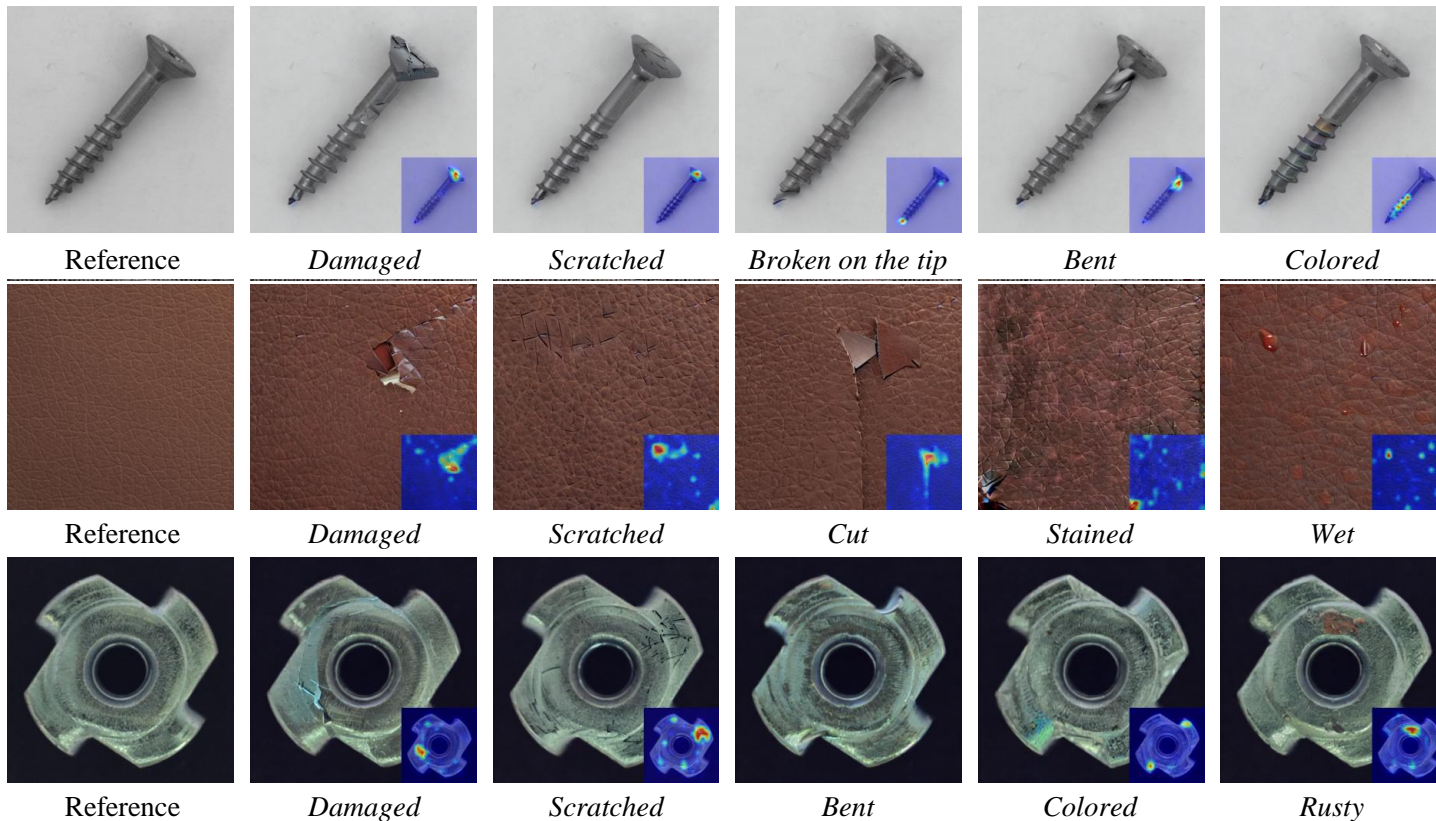 Reference Damaged Scratched Broken on the tip Bent Colored
Reference Damaged Scratched Cut Stained Wet
Reference Damaged Scratched Bent Colored Rusty